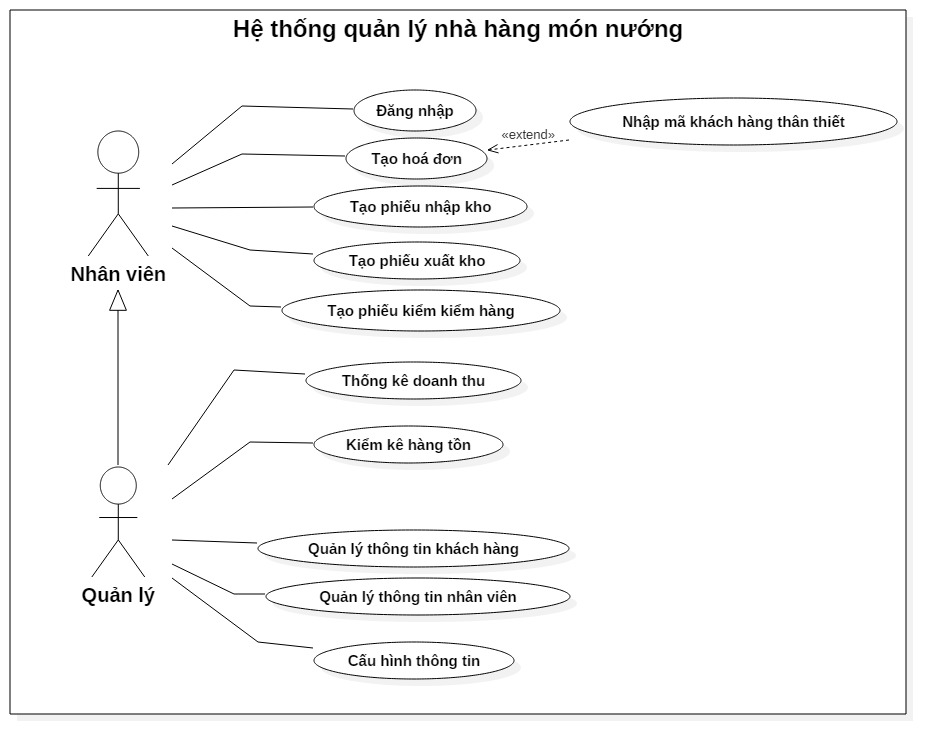 Hệ thống quản lý nhà hàng món nướng
Đăng nhập
«extend»
Nhập mã khách hàng thân thiết
Tạo hoá đơn
Tạo phiếu nhập kho
Tạo phiếu xuất kho
Nhân viên
Tạo phiếu kiểm kiểm hàng
Thống kê doanh thu
Kiểm kê hàng tồn
Quản lý thông tin khách hàng
Quản lý thông tin nhân viên
Quản lý
Cấu hình thông tin